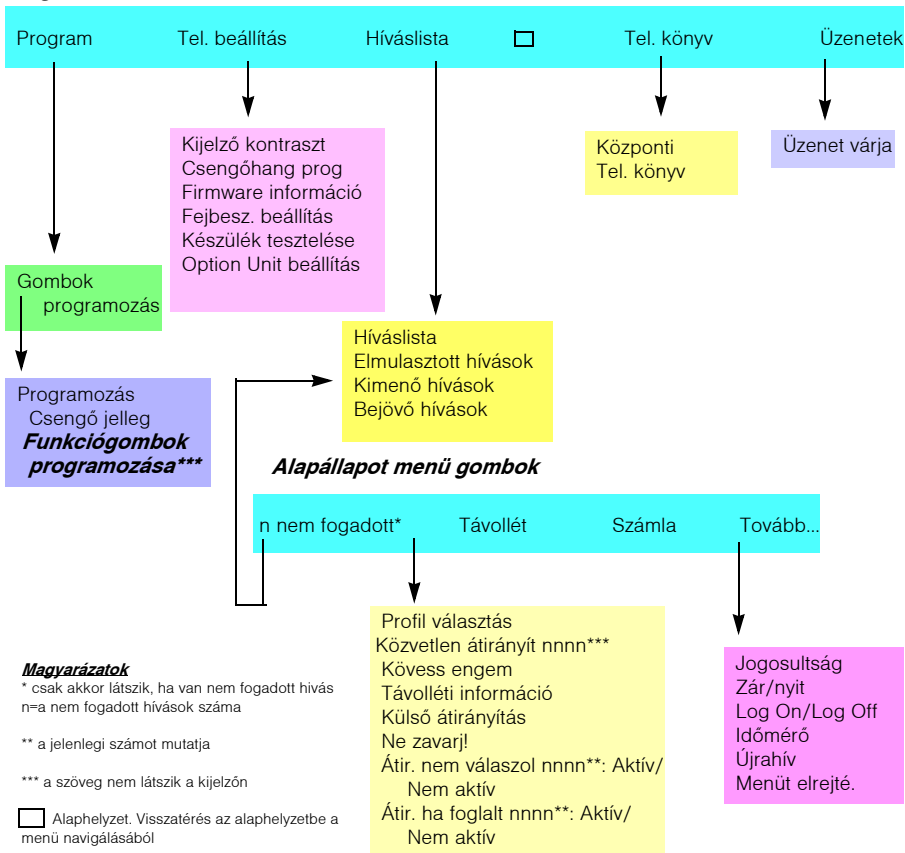 Program Tel. beállítás Híváslista Tel. könyv Üzenetek
Kijelző kontraszt
Csengőhang prog
Firmware információ
Fejbesz. beállítás
Készülék tesztelése
Option Unit beállítás
Központi
Tel. könyv
Üzenet várja
Gombok
programozás
Híváslista
Elmulasztott hívások
Kimenő hívások
Bejövő hívások
Programozás
Csengő jelleg
Funkciógombok
programozása***
Alapállapot menü gombok
n nem fogadott* Távollét Számla Tovább...
Profil választás
Közvetlen átirányít nnnn***
Kövess engem
Távolléti információ
Külső átirányítás
Ne zavarj!
Átir. nem válaszol nnnn**: Aktív/
Nem aktív
Átir. ha foglalt nnnn**: Aktív/
Nem aktív
Jogosultság
Zár/nyit
Log On/Log Off
Időmérő
Újrahív
Menüt elrejté.
Magyarázatok
* csak akkor látszik, ha van nem fogadott hivás
n=a nem fogadott hívások száma
** a jelenlegi számot mutatja
*** a szöveg nem látszik a kijelzőn
Alaphelyzet. Visszatérés az alaphelyzetbe a
menü navigálásából